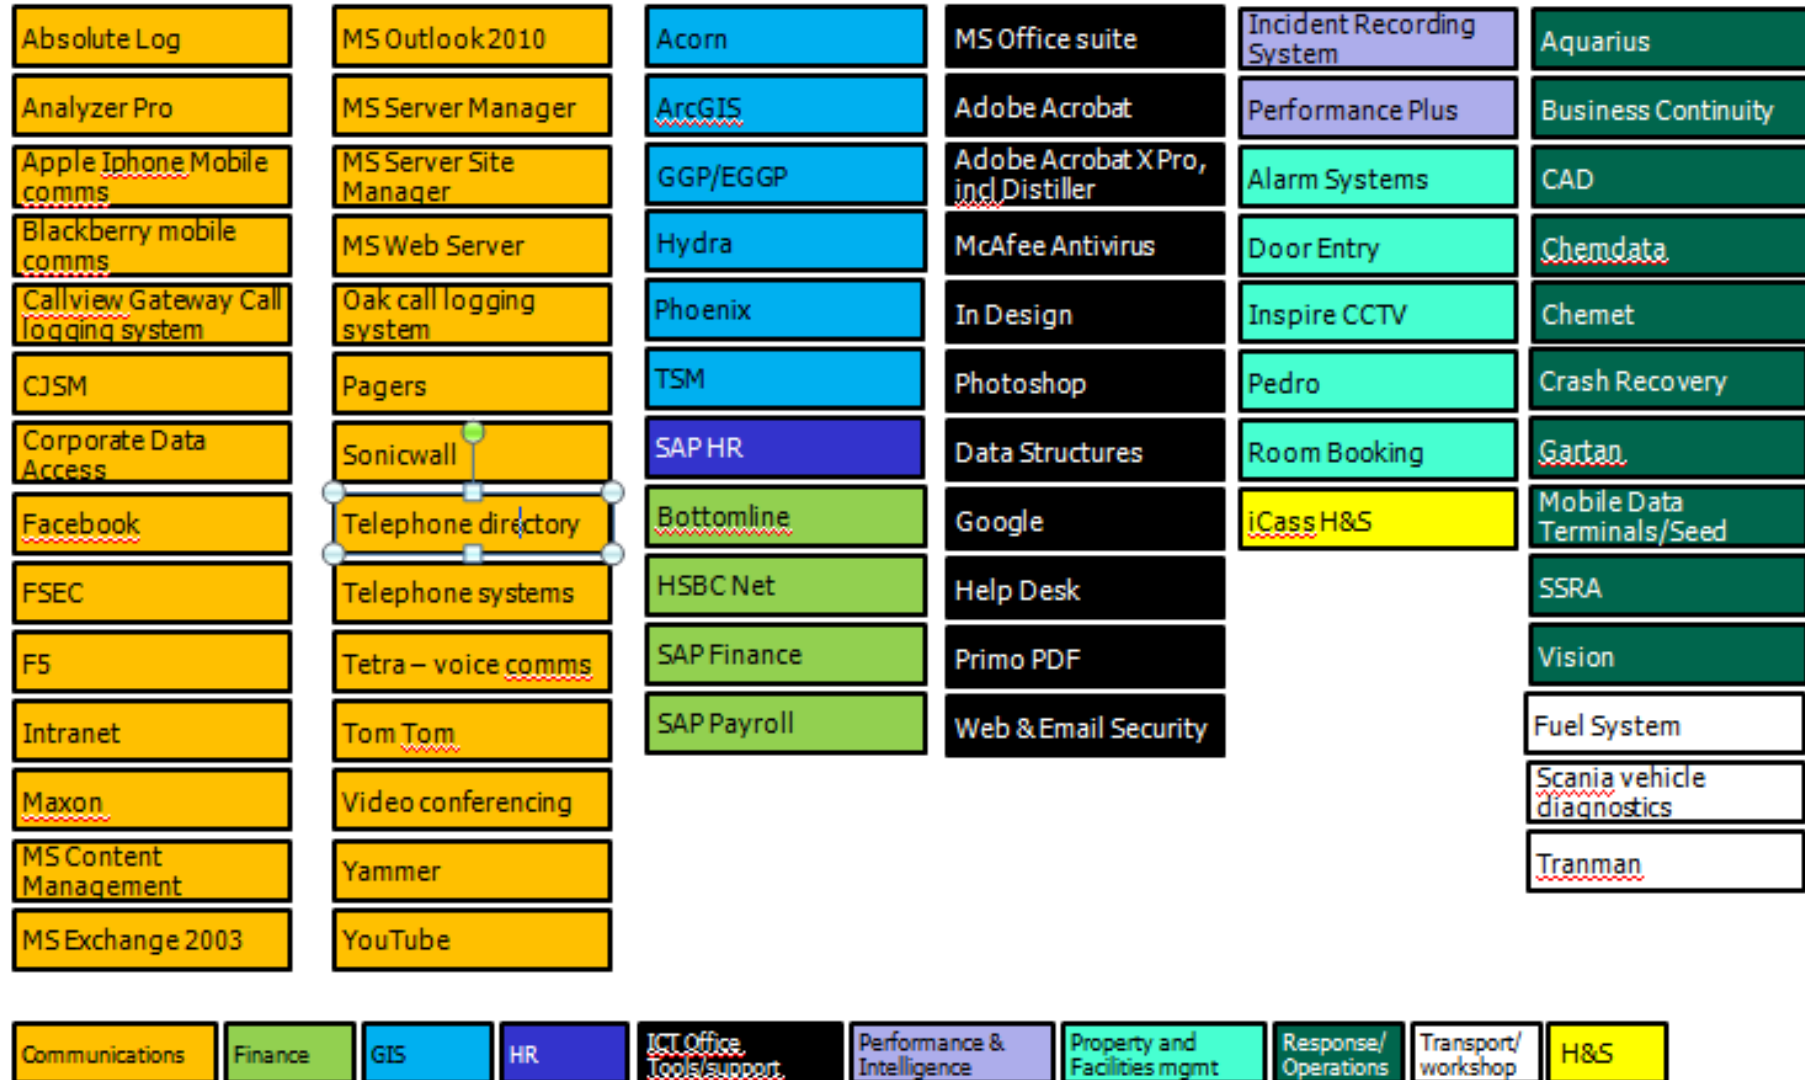 Absolute Log
Analyzer Pro
Apple Iphone Mobile
comms
Blackberry mobile
comms
Callview Gateway Call
logging system
CJSM
Corporate Data
Access
Facebook
FSEC
F5
Intranet
Maxon
MS Content
Management
MS Exchange 2003
MS Outlook 2010
MS Server Manager
MS Server Site
Manager
MS Web Server
Oak call logging
system
Pagers
Sonicwall
Telephone directory
Telephone systems
Tetra – voice comms
Tom Tom
Video conferencing
Yammer
YouTube
Acorn
ArcGIS
GGP/EGGP
Hydra
Phoenix
TSM
SAP HR
Bottomline
HSBC Net
SAP Finance
SAP Payroll
MS Office suite
Adobe Acrobat
Adobe Acrobat X Pro,
incl Distiller
McAfee Antivirus
In Design
Photoshop
Data Structures
Google
Help Desk
Primo PDF
Web & Email Security
Incident Recording
System
Performance Plus
Alarm Systems
Door Entry
Inspire CCTV
Pedro
Room Booking
iCass H&S
Aquarius
Business Continuity
CAD
Chemdata
Chemet
Crash Recovery
Gartan
Mobile Data
Terminals/Seed
SSRA
Vision
Fuel System
Scania vehicle
diagnostics
Tranman
Communications
Finance
GIS
HR
ICT Office
Tools/support
Performance &
Intelligence
Property and
Facilities mgmt
Response/
Operations
Transport/
workshop
H&S